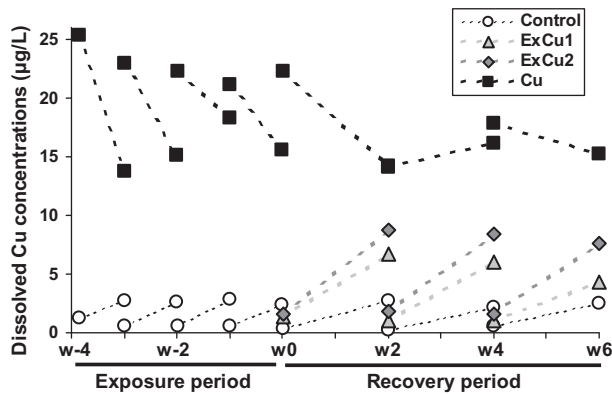 Dissolved Cu concentrations (µg/L)
25
20
15
10
5
0
Control
ExCu1
ExCu2
Cu
w-4 w-2 w0 w2 w4 w6
Exposure period Recovery period